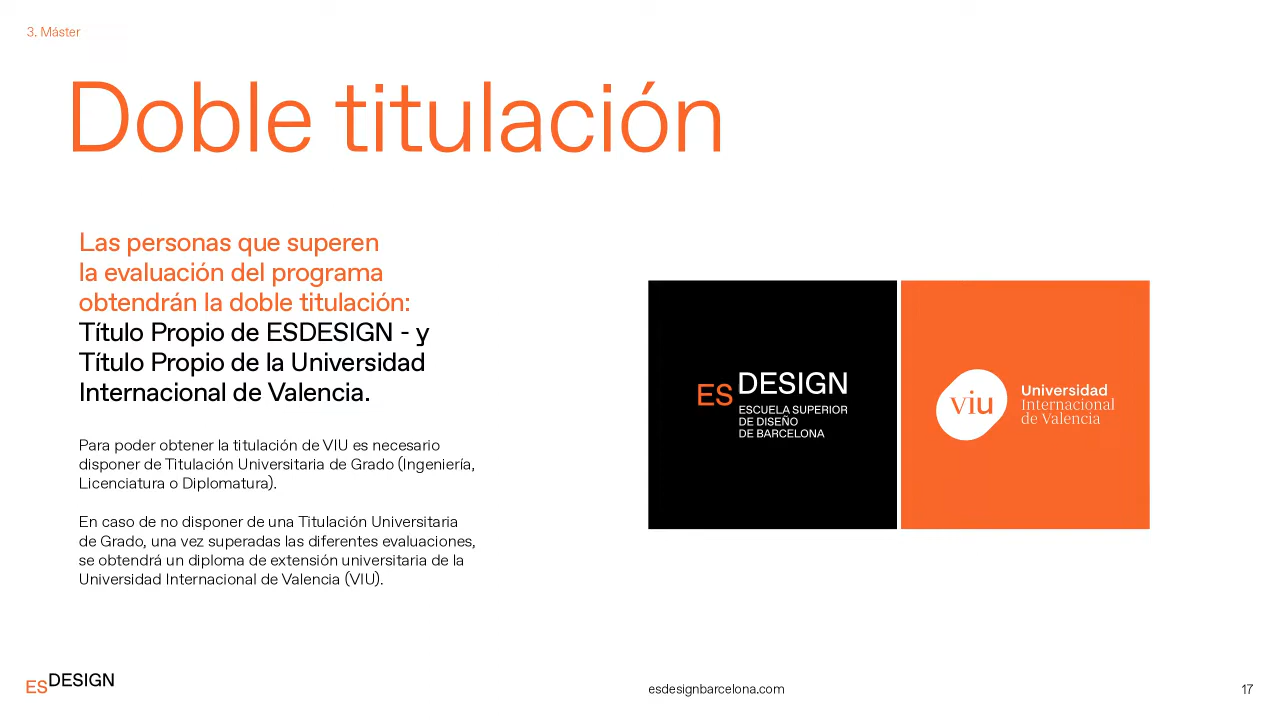 3. Máster
Doble titulación
Las personas que superen
la evaluación del programa
obtendrán la doble titulación:
Título Propio de ESDESIGN - y
Título Propio de la Universidad
Internacional de Valencia.
Para poder obtener la titulación de VIU es necesario
disponer de Titulación Universitaria de Grado (Ingeniería,
Licenciatura o Diplomatura).
En caso de no disponer de una Titulación Universitaria
de Grado, una vez superadas las diferentes evaluaciones,
se obtendrá un diploma de extensión universitaria de la
Universidad Internacional de Valencia (VIU).
ESDESIGN
ESCUELA SUPERIOR
DE DISEÑO
DE BARCELONA
viu
Universidad
Internacional
de Valencia
ESDESIGN
esdesignbarcelona.com
17